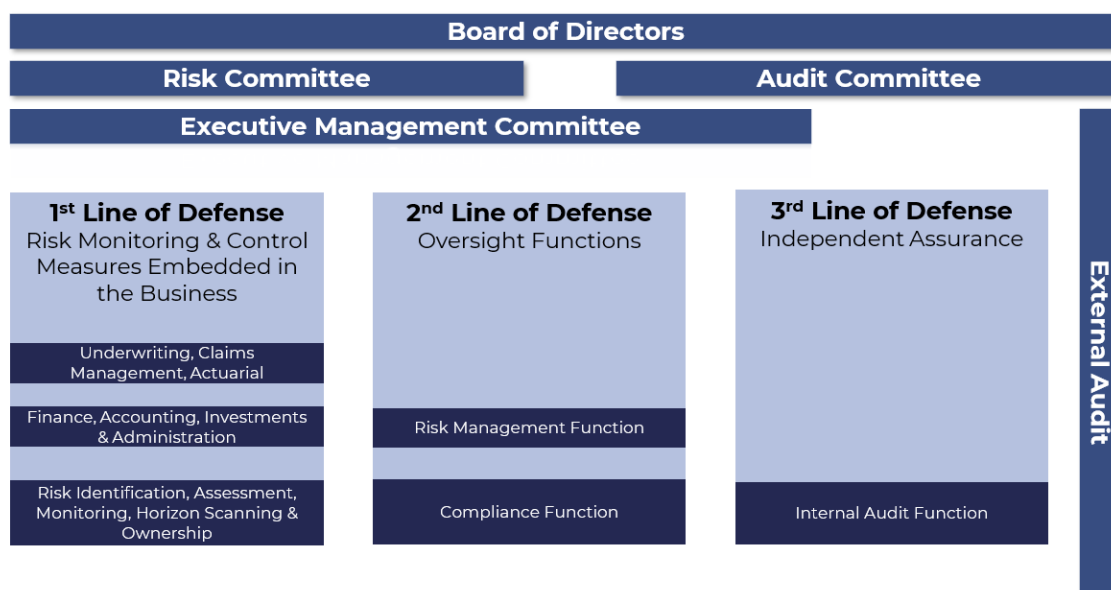 Board of Directors
Risk Committee
Audit Committee
Executive Management Committee
1st Line of Defense
Risk Monitoring & Control
Measures Embedded in
the Business
Underwriting, Claims
Management, Actuarial
Finance, Accounting, Investments
& Administration
Risk Identification, Assessment,
Monitoring, Horizon Scanning &
Ownership
2nd Line of Defense
Oversight Functions
Risk Management Function
Compliance Function
3rd Line of Defense
Independent Assurance
Internal Audit Function
External Audit